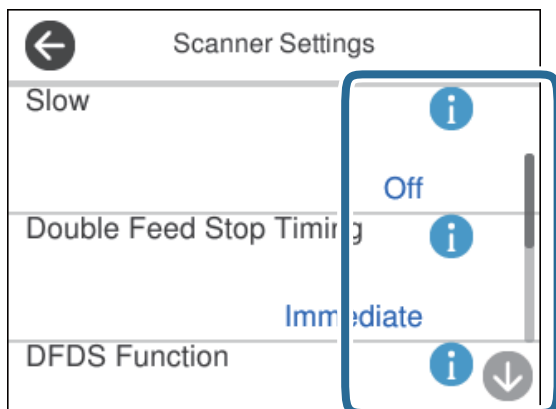 Scanner Settings
Slow
i
Off
Double Feed Stop Timing
i
Immediate
DFDS Function
i